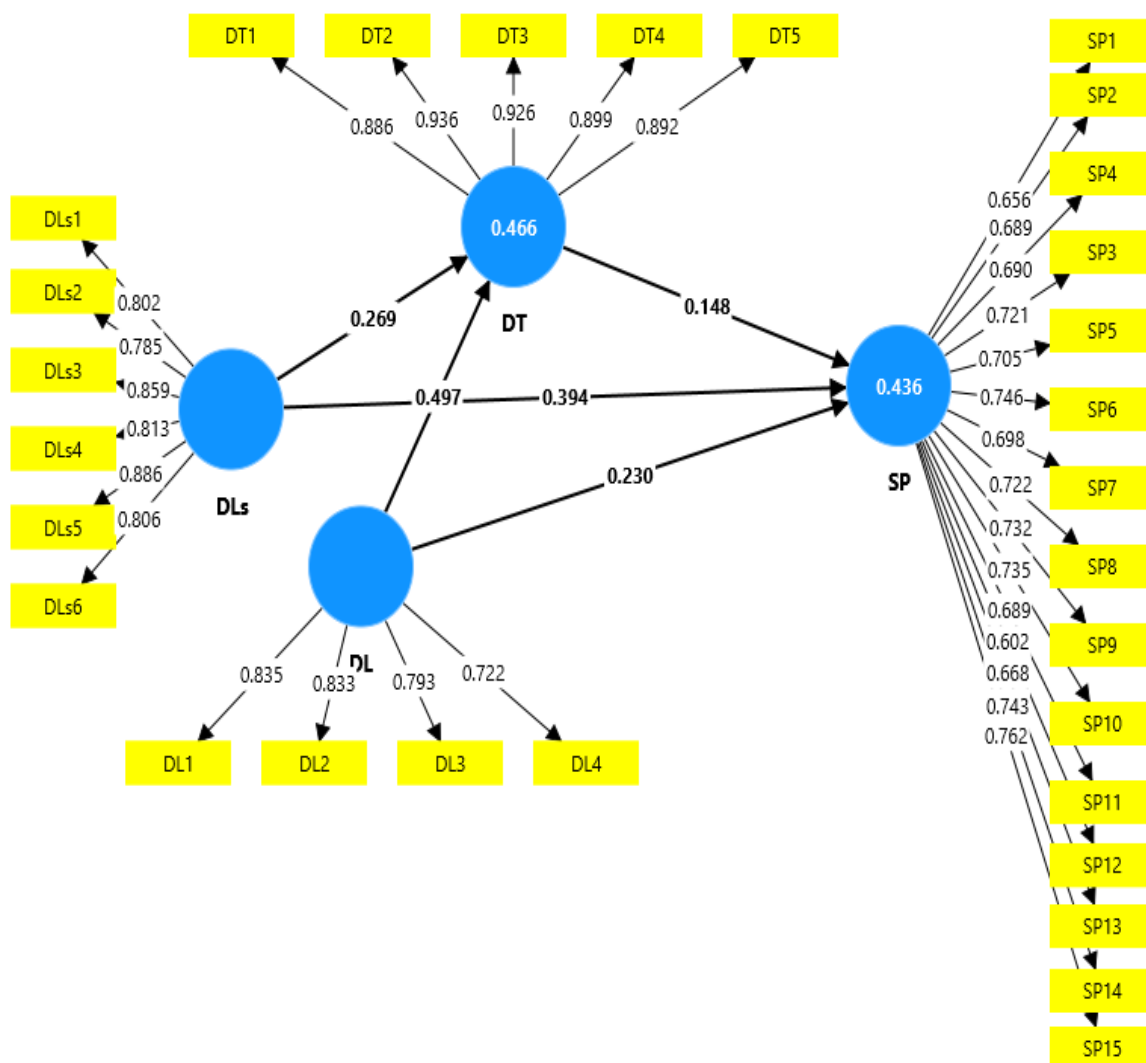 DT1
DT2
DT3
DT4
DT5
0.886
0.936
0.926
0.899
0.892
0.466
DT
DLs1
DLs2
DLs3
DLs4
DLs5
DLs6
0.802
0.785
0.859
0.813
0.886
0.806
DLs
0.269
0.497
0.394
0.148
0.230
DL
0.835
0.833
0.793
0.722
DL1
DL2
DL3
DL4
0.436
SP
0.656
0.689
0.690
0.721
0.705
0.746
0.698
0.722
0.732
0.735
0.689
0.602
0.668
0.743
0.762
SP1
SP2
SP4
SP3
SP5
SP6
SP7
SP8
SP9
SP10
SP11
SP12
SP13
SP14
SP15